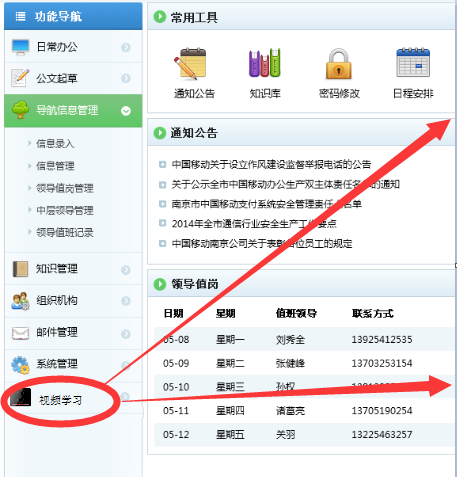 功能导航
日常办公
公文起草
导航信息管理
信息录入
信息管理
领导值岗管理
中层领导管理
领导值班记录
知识管理
组织机构
邮件管理
系统管理
视频学习
常用工具
通知公告 知识库 密码修改 日程安排
通知公告
中国移动关于设立作风建设监督举报电话的公告
关于公示全市中国移动办公生产双主体责任名单的通知
南京市中国移动支付系统安全管理责任人名单
2014年全市通信行业安全生产工作要点
中国移动南京公司关于表彰各位员工的规定
领导值岗
日期 星期 值班领导 联系方式
05-08 星期一 刘秀全 13925412535
05-09 星期二 张健峰 13703253154
05-10 星期三 孙权
05-11 星期四 诸葛亮 13705190254
05-12 星期五 关羽 13225463257